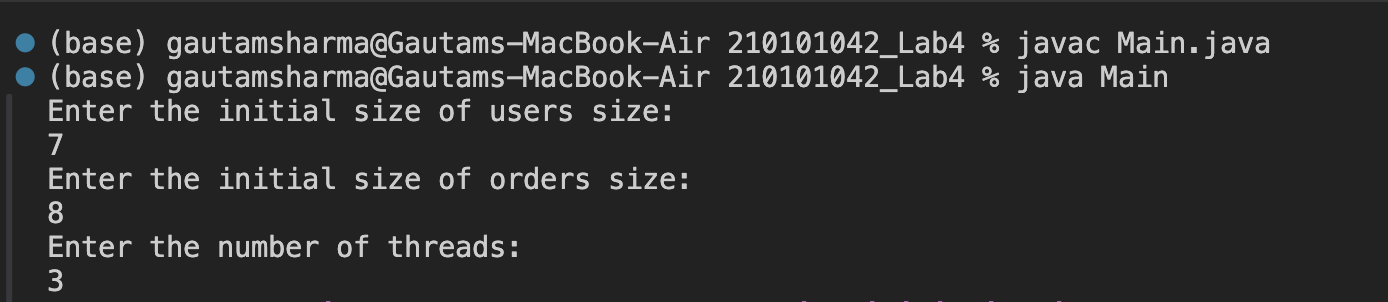 (base) gautamsharma@Gautams-MacBook-Air 210101042_Lab4 % javac Main.java
(base) gautamsharma@Gautams-MacBook-Air 210101042_Lab4 % java Main
Enter the initial size of users size:
7
Enter the initial size of orders size:
8
Enter the number of threads:
3